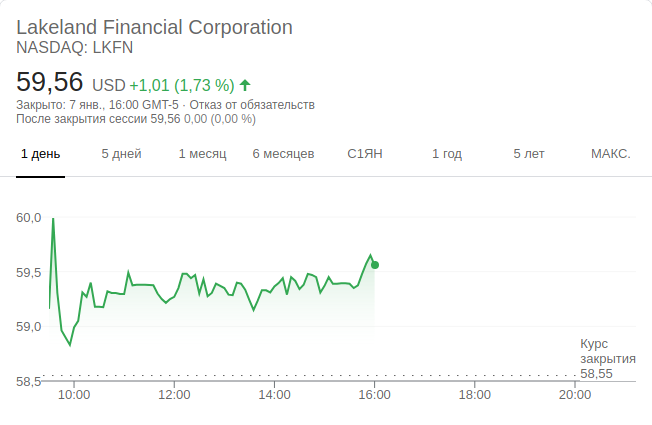 Lakeland Financial Corporation
NASDAQ: LKFN
59,56 USD +1,01 (1,73 %)
Закрыто: 7 янв., 16:00 GMT-5 · Отказ от обязательств
После закрытия сессии 59,56 0,00 (0,00 %)
1 день 5 дней 1 месяц 6 месяцев С1ЯН 1 год 5 лет МАКС.
60,0
59,5
59,0
Курс
закрытия
58,55
58,5
10:00 12:00 14:00 16:00 18:00 20:00